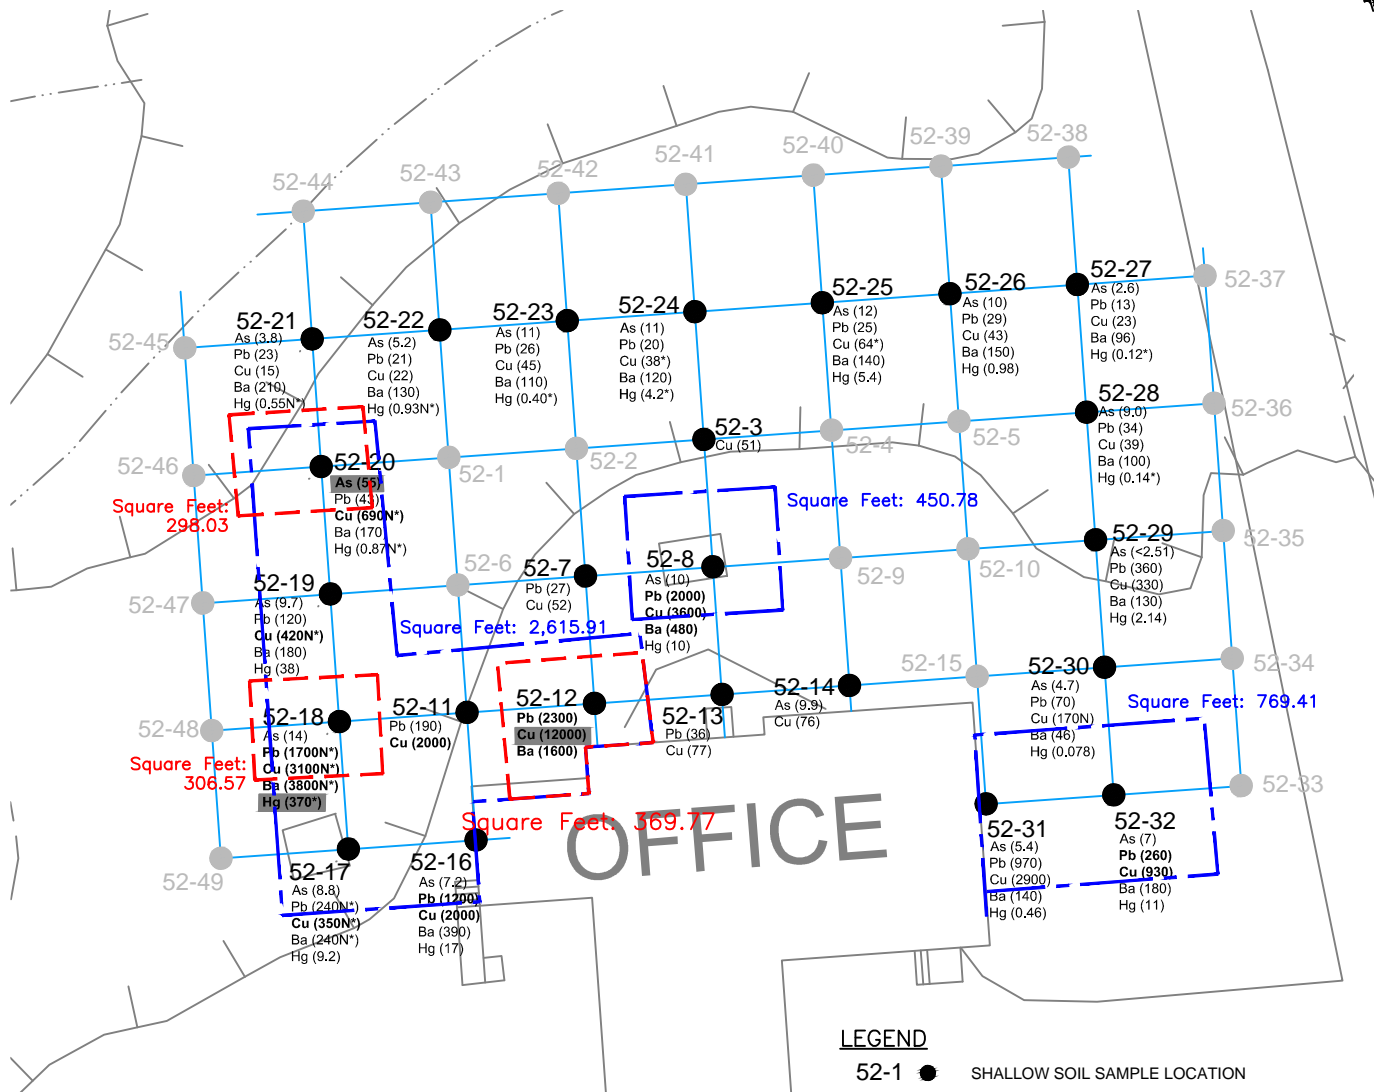 52-38
52-39
52-40
52-41
52-42
52-43
52-44
52-37
52-27
As (2.6)
Pb (13)
Cu (23)
Ba (96)
Hg (0.12*)
52-26
As (10)
Pb (29)
Cu (43)
Ba (150)
Hg (0.98)
52-25
As (12)
Pb (25)
Cu (64*)
Ba (140)
Hg (5.4)
52-24
As (11)
Pb (20)
Cu (38*)
Ba (120)
Hg (4.2*)
52-23
As (11)
Pb (26)
Cu (45)
Ba (110)
Hg (0.40*)
52-22
As (5.2)
Pb (21)
Cu (22)
Ba (130)
Hg (0.93N*)
52-21
As (3.8)
Pb (23)
Cu (15)
Ba (210)
Hg (0.55N*)
52-45
52-36
52-28
As (9.0)
Pb (34)
Cu (39)
Ba (100)
Hg (0.14*)
52-5
52-4
52-3
Cu (51)
52-2
52-1
52-20
As (55)
Pb (43)
Cu (690N*)
Ba (170)
Hg (0.87N*)
52-46
Square Feet:
298.03
Square Feet: 450.78
52-35
52-29
As (<2.51)
Pb (360)
Cu (330)
Ba (130)
Hg (2.14)
52-10
52-9
52-8
As (10)
Pb (2000)
Cu (3600)
Ba (480)
Hg (10)
52-7
Pb (27)
Cu (52)
52-6
52-19
As (9.7)
Pb (120)
Cu (420N*)
Ba (180)
Hg (38)
52-47
Square Feet: 2,615.91
52-34
52-30
As (4.7)
Pb (70)
Cu (170N)
Ba (46)
Hg (0.078)
Square Feet: 769.41
52-15
52-14
As (9.9)
Cu (76)
52-13
Pb (36)
Cu (77)
52-12
Pb (2300)
Cu (12000)
Ba (1600)
52-11
Pb (190)
Cu (2000)
52-18
As (14)
Pb (1700N*)
Cu (3100N*)
Ba (3800N*)
Hg (370*)
52-48
Square Feet:
306.57
52-33
52-32
As (7)
Pb (260)
Cu (930)
Ba (180)
Hg (11)
52-31
As (5.4)
Pb (970)
Cu (2900)
Ba (140)
Hg (0.46)
Square Feet: 369.77
OFFICE
52-16
As (7.2)
Pb (1200)
Cu (2000)
Ba (390)
Hg (17)
52-17
As (8.8)
Pb (240N*)
Cu (350N*)
Ba (240N*)
Hg (9.2)
52-49
LEGEND
52-1 SHALLOW SOIL SAMPLE LOCATION